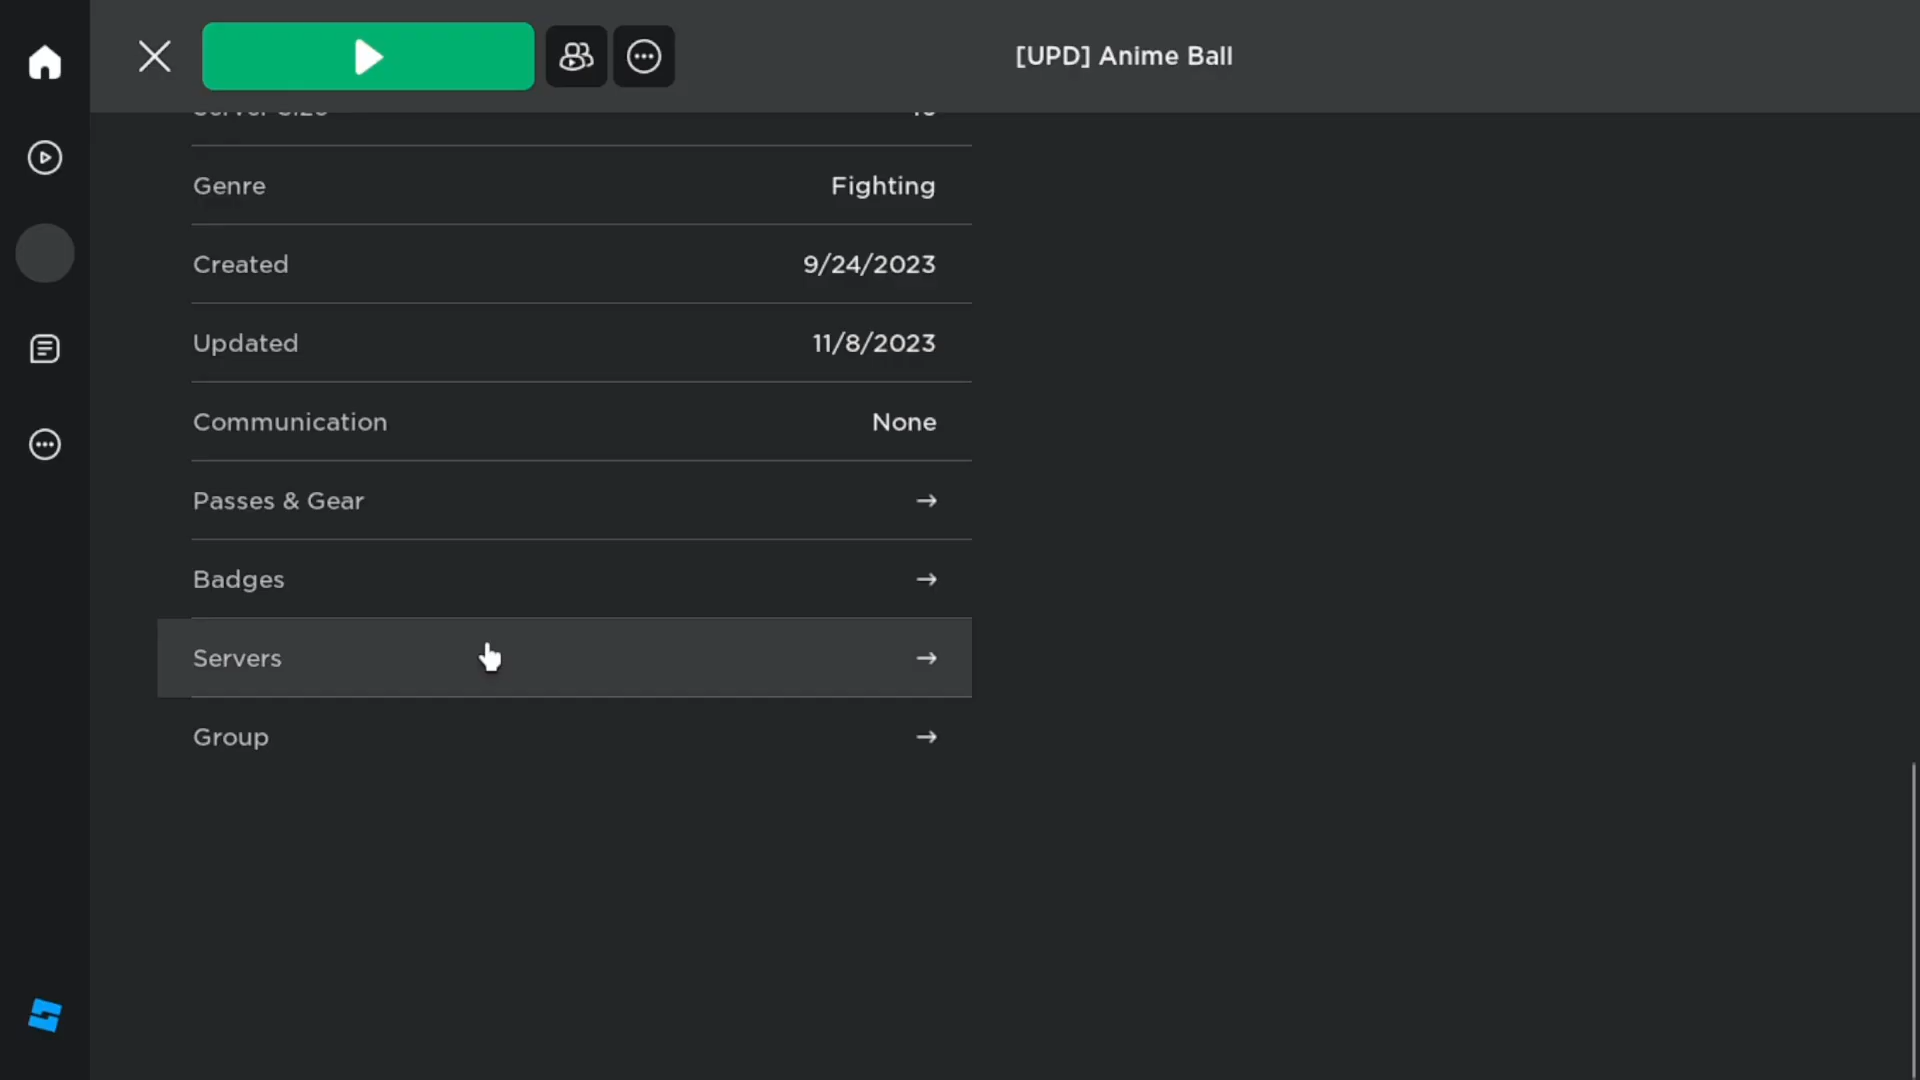 [UPD] Anime Ball
Genre Fighting
Created 9/24/2023
Updated 11/8/2023
Communication None
Passes & Gear →
Badges →
Servers →
Group →